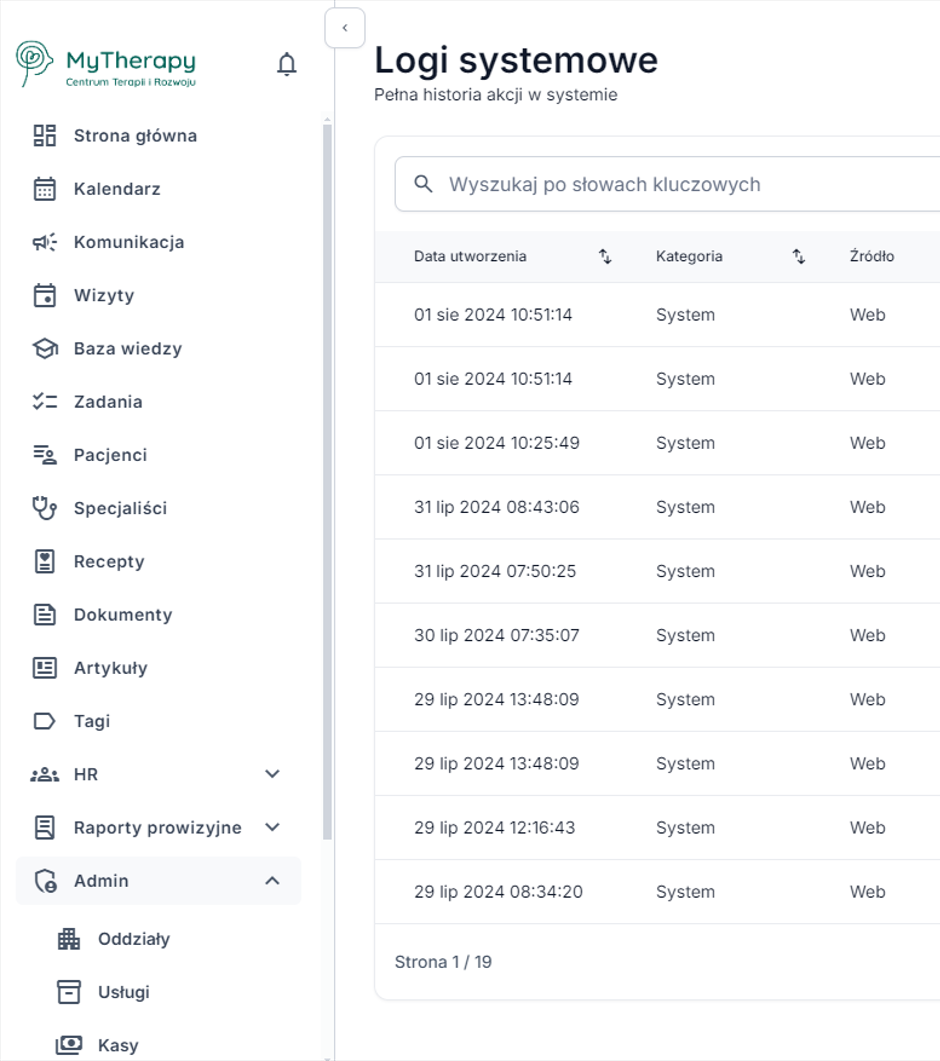 MyTherapy
Centrum Terapii i Rozwoju
Strona główna
Kalendarz
Komunikacja
Wizyty
Baza wiedzy
Zadania
Pacjenci
Specjaliści
Recepty
Dokumenty
Artykuły
Tagi
HR
Raporty prowizyjne
Admin
Oddziały
Usługi
Kasy
Logi systemowe
Pełna historia akcji w systemie
Wyszukaj po słowach kluczowych
Data utworzenia Kategoria Źródło
01 sie 2024 10:51:14 System Web
01 sie 2024 10:51:14 System Web
01 sie 2024 10:25:49 System Web
31 lip 2024 08:43:06 System Web
31 lip 2024 07:50:25 System Web
30 lip 2024 07:35:07 System Web
29 lip 2024 13:48:09 System Web
29 lip 2024 13:48:09 System Web
29 lip 2024 12:16:43 System Web
29 lip 2024 08:34:20 System Web
Strona 1 / 19